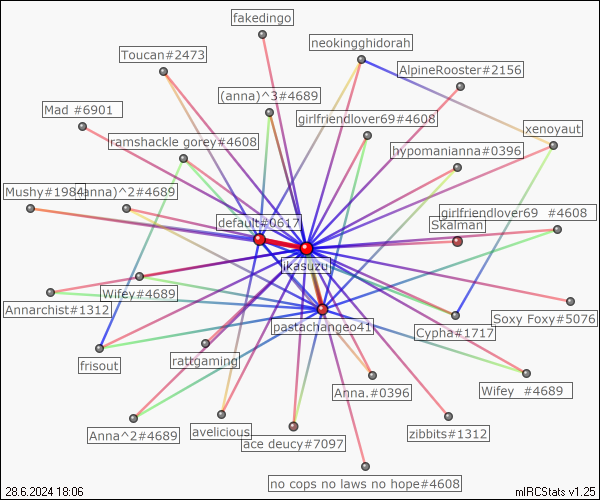 fakedingo
neokingghidorah
Toucan#2473
AlpineRooster#2156
(anna)^3#4689
Mad #6901
girlfriendlover69#4608
xenoyaut
ramshackle gorey#4608
hypomanianna#0396
Mushy#1984
(anna)^2#4689
girlfriendlover69 #4608
default#0617
Skalman
ikasuzu
Wifey#4689
Annarchist#1312
Soxy Foxy#5076
pastachangeo41
Cypha#1717
frisout
rattgaming
Anna.#0396
Wifey #4689
Anna^2#4689
avelicious
zibbits#1312
ace deucy#7097
no cops no laws no hope#4608
28.6.2024 18:06
mIRCStats v1.25